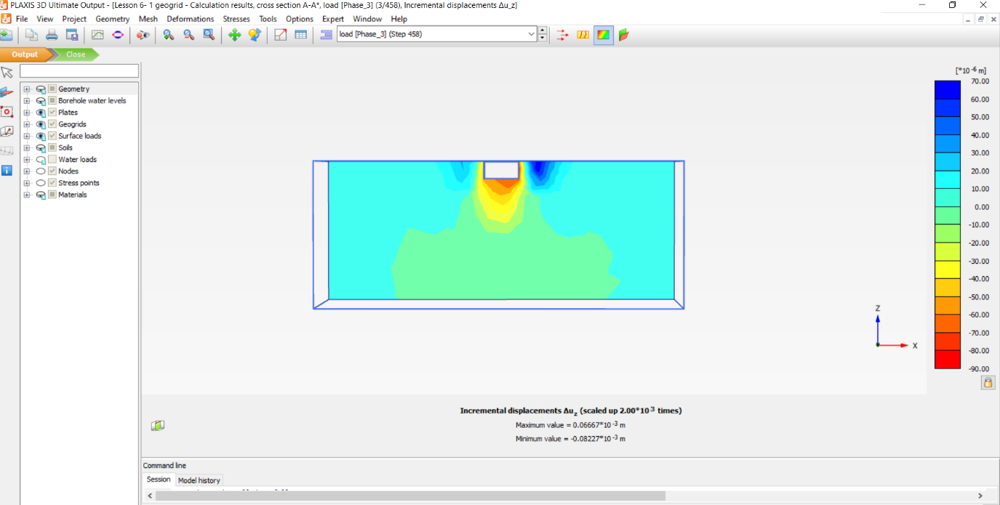 PLAXIS 3D Ultimate Output - [Lesson 6- 1 geogrid - Calculation results, cross section A-A*, load [Phase_3] (3/458), Incremental displacements Δu_z]
File View Project Geometry Mesh Deformations Stresses Tools Options Expert Window Help
load [Phase_3] (Step 458)
Output Close
Geometry
Borehole water levels
Plates
Geogrids
Surface loads
Soils
Water loads
Nodes
Stress points
Materials
[*10 -6 m]
70.00
60.00
50.00
40.00
30.00
20.00
10.00
0.00
-10.00
-20.00
-30.00
-40.00
-50.00
-60.00
-70.00
-80.00
-90.00
Z
X
Incremental displacements Δuz (scaled up 2.00*10 3 times)
Maximum value = 0.06667*10 -3 m
Minimum value = -0.08227*10 -3 m
Command line
Session Model history